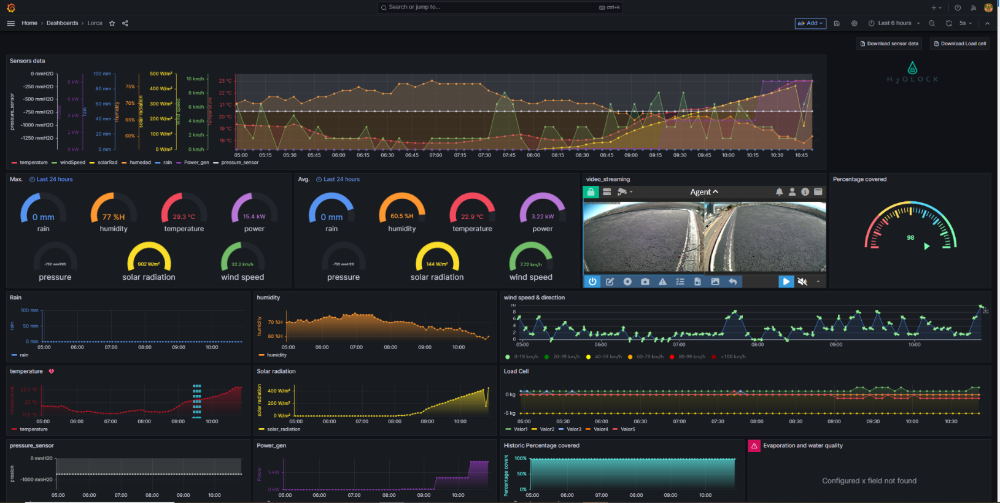 Search or jump to...
ctrl+k
Home › Dashboards › Lorca
Add
Last 6 hours
5s
Download sensor data
Download Load cell
H2OLOCK
Sensors data
0 mmH2O
-250 mmH2O
-500 mmH2O
-750 mmH2O
-1000 mmH2O
-1250 mmH2O
pressure_sensor
8 kW
6 kW
4 kW
2 kW
0 kW
Power
100 mm
80 mm
60 mm
40 mm
20 mm
0 mm
rain
75%
70%
65%
60%
Humidity
500 W/m²
400 W/m²
300 W/m²
200 W/m²
100 W/m²
0 W/m²
solar radiation
10 km/h
8 km/h
6 km/h
4 km/h
2 km/h
0 km/h
Wind speed
23 °C
22 °C
21 °C
20 °C
19 °C
18 °C
Temperature
05:00 05:15 05:30 05:45 06:00 06:15 06:30 06:45 07:00 07:15 07:30 07:45 08:00 08:15 08:30 08:45 09:00 09:15 09:30 09:45 10:00 10:15 10:30 10:45
temperature windSpeed solarRad humedad rain Power_gen pressure_sensor
Max. Last 24 hours
0 mm
rain
77 %H
humidity
29.3 °C
temperature
15.4 kW
power
-732 mmH2O
pressure
902 W/m²
solar radiation
32.2 km/h
wind speed
Avg. Last 24 hours
0 mm
rain
60.5 %H
humidity
22.9 °C
temperature
3.22 kW
power
-732 mmH2O
pressure
144 W/m²
solar radiation
7.72 km/h
wind speed
video_streaming
Agent
Percentage covered
98
Rain
100 mm
50 mm
0 mm
rain
05:00 06:00 07:00 08:00 09:00 10:00
rain
humidity
70 %H
60 %H
humidity
05:00 06:00 07:00 08:00 09:00 10:00
humidity
wind speed & direction
10
8
6
4
2
0
05:00 06:00 07:00 08:00 09:00 10:00
0-19 km/h 20-39 km/h 40-59 km/h 60-79 km/h 80-99 km/h >100 km/h
temperature
22.5 °C
20 °C
17.5 °C
temperature
05:00 06:00 07:00 08:00 09:00 10:00
temperature
Solar radiation
400 W/m²
200 W/m²
0 W/m²
solar radiation
05:00 06:00 07:00 08:00 09:00 10:00
solar_radiation
Load Cell
0 kg
-5 kg
05:00 05:30 06:00 06:30 07:00 07:30 08:00 08:30 09:00 09:30 10:00 10:30
Valor1 Valor2 Valor3 Valor4 Valor5
pressure_sensor
0 mmH20
-1000 mmH20
presion
05:00 06:00 07:00 08:00 09:00 10:00
Power_gen
5 kW
0 kW
Power
05:00 06:00 07:00 08:00 09:00 10:00
Historic Percentage covered
100%
50%
0%
05:00 06:00 07:00 08:00 09:00 10:00
Evaporation and water quality
Configured x field not found